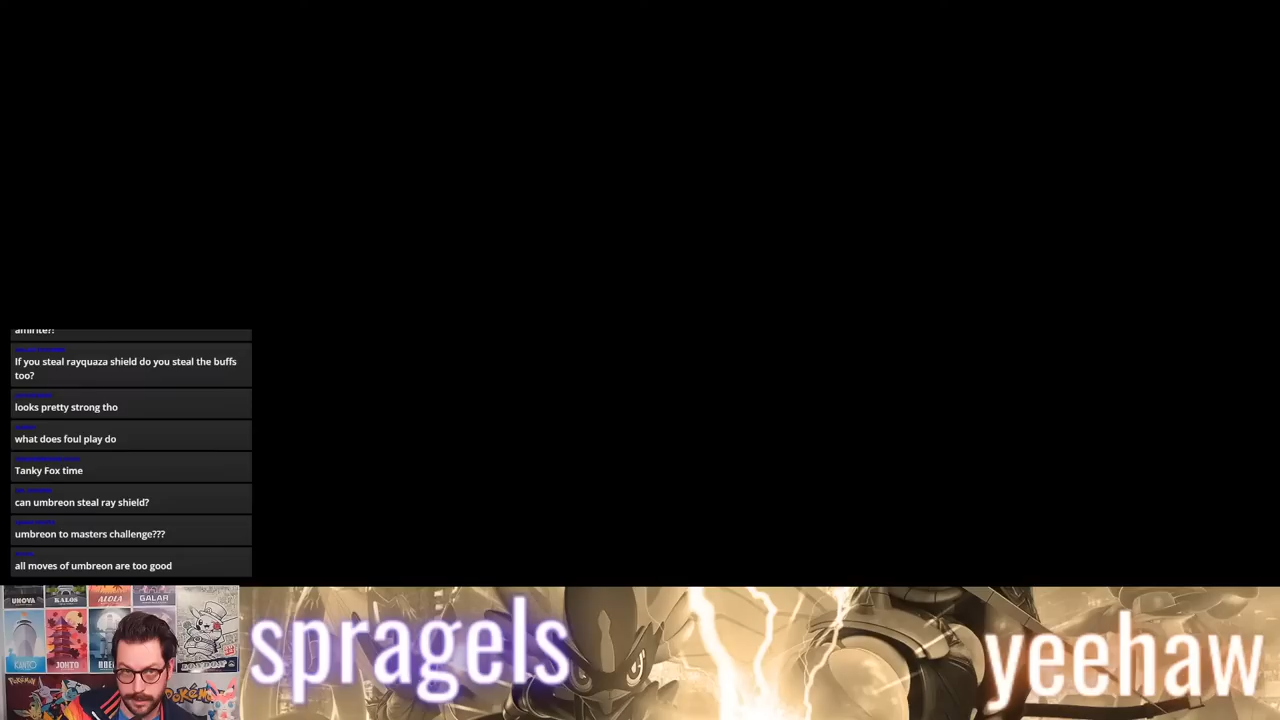 amirite?!
If you steal rayquaza shield do you steal the buffs
too?
looks pretty strong tho
what does foul play do
Tanky Fox time
can umbreon steal ray shield?
umbreon to masters challenge???
all moves of umbreon are too good
UNOVA
KALOS
ALOLA
GALAR
KANTO
JOHTO
POKÉMON
spragels
yeehaw